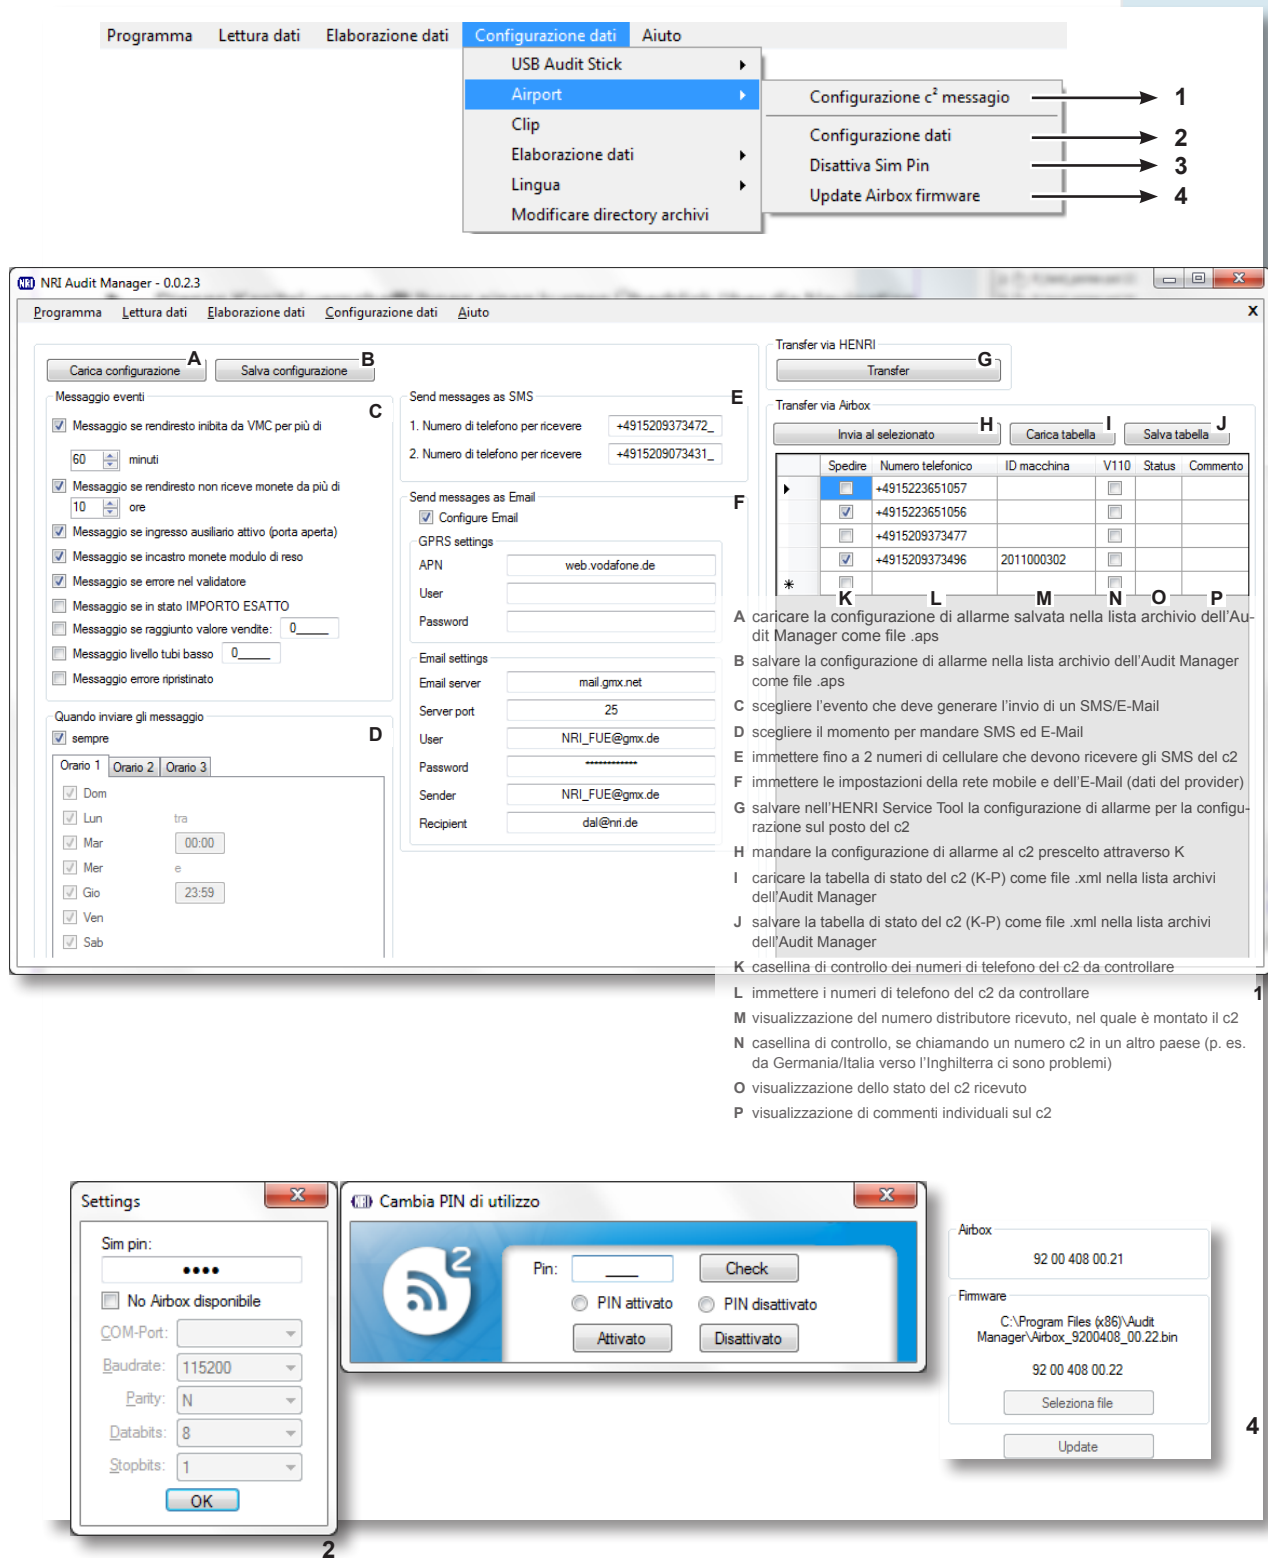 Programma Lettura dati Elaborazione dati Configurazione dati Aiuto
USB Audit Stick
Airport
Clip
Elaborazione dati
Lingua
Modificare directory archivi
Configurazione c² messagio 1
Configurazione dati 2
Disattiva Sim Pin 3
Update Airbox firmware 4
NRI NRI Audit Manager - 0.0.2.3
Programma Lettura dati Elaborazione dati Configurazione dati Aiuto X
Carica configurazione A
Salva configurazione B
Messaggio eventi C
Messaggio se rendiresto inibita da VMC per più di
60 minuti
Messaggio se rendiresto non riceve monete da più di
10 ore
Messaggio se ingresso ausiliario attivo (porta aperta)
Messaggio se incastro monete modulo di reso
Messaggio se errore nel validatore
Messaggio se in stato IMPORTO ESATTO
Messaggio se raggiunto valore vendite: 0_____
Messaggio livello tubi basso 0_____
Messaggio errore ripristinato
Quando inviare gli messaggio
sempre D
Orario 1 Orario 2 Orario 3
Dom
Lun tra
Mar 00:00
Mer e
Gio 23:59
Ven
Sab
Send messages as SMS E
1. Numero di telefono per ricevere +4915209373472_
2. Numero di telefono per ricevere +4915209073431_
Send messages as Email F
Configure Email
GPRS settings
APN web.vodafone.de
User
Password
Email settings
Email server mail.gmx.net
Server port 25
User NRI_FUE@gmx.de
Password ************
Sender NRI_FUE@gmx.de
Recipient dal@nri.de
Transfer via HENRI
Transfer G
Transfer via Airbox
Invia al selezionato H Carica tabella I Salva tabella J
Spedire Numero telefonico ID macchina V110 Status Commento
+4915223651057
+4915223651056
+4915209373477
+4915209373496 2011000302
K L M N O P
A caricare la configurazione di allarme salvata nella lista archivio dell'Au-
dit Manager come file .aps
B salvare la configurazione di allarme nella lista archivio dell'Audit Manager
come file .aps
C scegliere l'evento che deve generare l'invio di un SMS/E-Mail
D scegliere il momento per mandare SMS ed E-Mail
E immettere fino a 2 numeri di cellulare che devono ricevere gli SMS del c2
F immettere le impostazioni della rete mobile e dell'E-Mail (dati del provider)
G salvare nell'HENRI Service Tool la configurazione di allarme per la configu-
razione sul posto del c2
H mandare la configurazione di allarme al c2 prescelto attraverso K
I caricare la tabella di stato del c2 (K-P) come file .xml nella lista archivi
dell'Audit Manager
J salvare la tabella di stato del c2 (K-P) come file .xml nella lista archivi
dell'Audit Manager
K casellina di controllo dei numeri di telefono del c2 da controllare
L immettere i numeri di telefono del c2 da controllare
1
M visualizzazione del numero distributore ricevuto, nel quale è montato il c2
N casellina di controllo, se chiamando un numero c2 in un altro paese (p. es.
da Germania/Italia verso l'Inghilterra ci sono problemi)
O visualizzazione dello stato del c2 ricevuto
P visualizzazione di commenti individuali sul c2
Settings
Sim pin:
••••
No Airbox disponibile
COM-Port:
Baudrate: 115200
Parity: N
Databits: 8
Stopbits: 1
OK
2
Cambia PIN di utilizzo
2
Pin: ____ Check
PIN attivato PIN disattivato
Attivato Disattivato
Airbox
92 00 408 00.21
Firmware
C:\Program Files (x86)\Audit
Manager\Airbox_9200408_00.22.bin
92 00 408 00.22
Seleziona file
Update
4